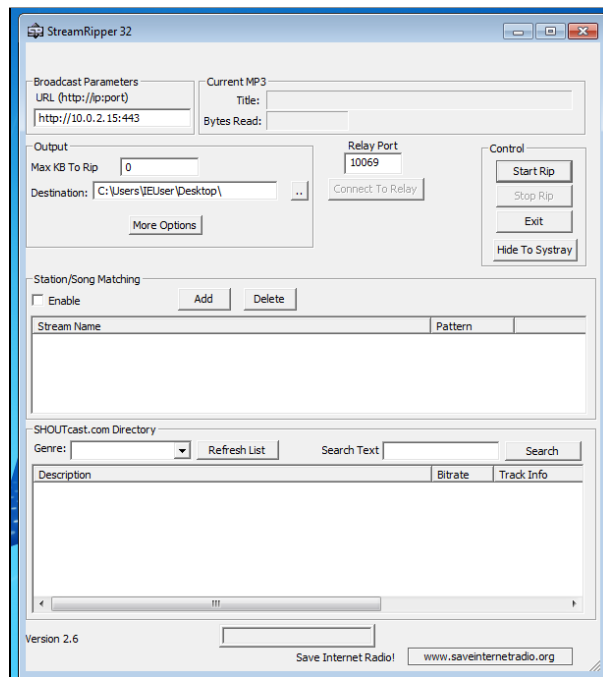 StreamRipper 32
Broadcast Parameters
URL (http://ip:port)
http://10.0.2.15:443
Current MP3
Title:
Bytes Read:
Output
Max KB To Rip 0
Destination: C:\Users\IEUser\Desktop\ ..
More Options
Relay Port
10069
Connect To Relay
Control
Start Rip
Stop Rip
Exit
Hide To Systray
Station/Song Matching
Enable Add Delete
Stream Name Pattern
SHOUTcast.com Directory
Genre: Refresh List Search Text Search
Description Bitrate Track Info
Version 2.6
Save Internet Radio! www.saveinternetradio.org